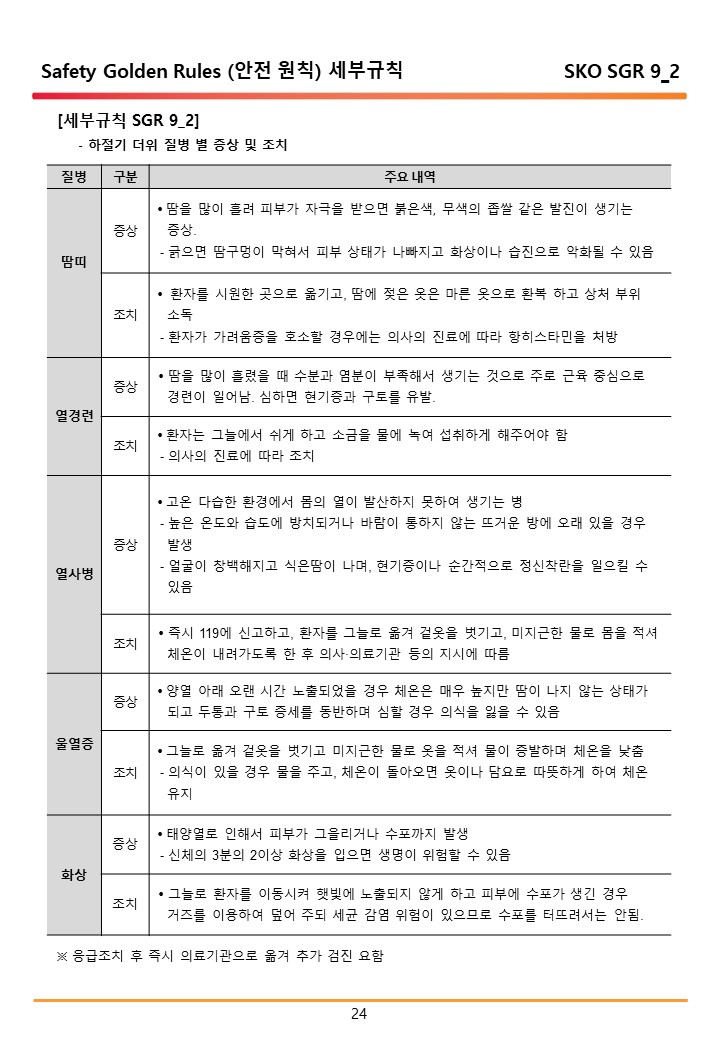 Safety Golden Rules (안전 원칙) 세부규칙 SKO SGR 9_2
[세부규칙 SGR 9_2]
- 하절기 더위 질병 별 증상 및 조치
질병 구분 주요 내역
땀띠
증상
• 땀을 많이 흘려 피부가 자극을 받으면 붉은색, 무색의 좁쌀 같은 발진이 생기는
증상.
- 긁으면 땀구멍이 막혀서 피부 상태가 나빠지고 화상이나 습진으로 악화될 수 있음
조치
• 환자를 시원한 곳으로 옮기고, 땀에 젖은 옷은 마른 옷으로 환복 하고 상처 부위
소독
- 환자가 가려움증을 호소할 경우에는 의사의 진료에 따라 항히스타민을 처방
열경련
증상
• 땀을 많이 흘렸을 때 수분과 염분이 부족해서 생기는 것으로 주로 근육 중심으로
경련이 일어남. 심하면 현기증과 구토를 유발.
조치
• 환자는 그늘에서 쉬게 하고 소금을 물에 녹여 섭취하게 해주어야 함
- 의사의 진료에 따라 조치
열사병
증상
• 고온 다습한 환경에서 몸의 열이 발산하지 못하여 생기는 병
- 높은 온도와 습도에 방치되거나 바람이 통하지 않는 뜨거운 방에 오래 있을 경우
발생
- 얼굴이 창백해지고 식은땀이 나며, 현기증이나 순간적으로 정신착란을 일으킬 수
있음
조치
• 즉시 119에 신고하고, 환자를 그늘로 옮겨 겉옷을 벗기고, 미지근한 물로 몸을 적셔
체온이 내려가도록 한 후 의사·의료기관 등의 지시에 따름
울열증
증상
• 양열 아래 오랜 시간 노출되었을 경우 체온은 매우 높지만 땀이 나지 않는 상태가
되고 두통과 구토 증세를 동반하며 심할 경우 의식을 잃을 수 있음
조치
• 그늘로 옮겨 겉옷을 벗기고 미지근한 물로 옷을 적셔 물이 증발하며 체온을 낮춤
- 의식이 있을 경우 물을 주고, 체온이 돌아오면 옷이나 담요로 따뜻하게 하여 체온
유지
화상
증상
• 태양열로 인해서 피부가 그을리거나 수포까지 발생
- 신체의 3분의 2이상 화상을 입으면 생명이 위험할 수 있음
조치
• 그늘로 환자를 이동시켜 햇빛에 노출되지 않게 하고 피부에 수포가 생긴 경우
거즈를 이용하여 덮어 주되 세균 감염 위험이 있으므로 수포를 터뜨려서는 안됨.
※ 응급조치 후 즉시 의료기관으로 옮겨 추가 검진 요함
24